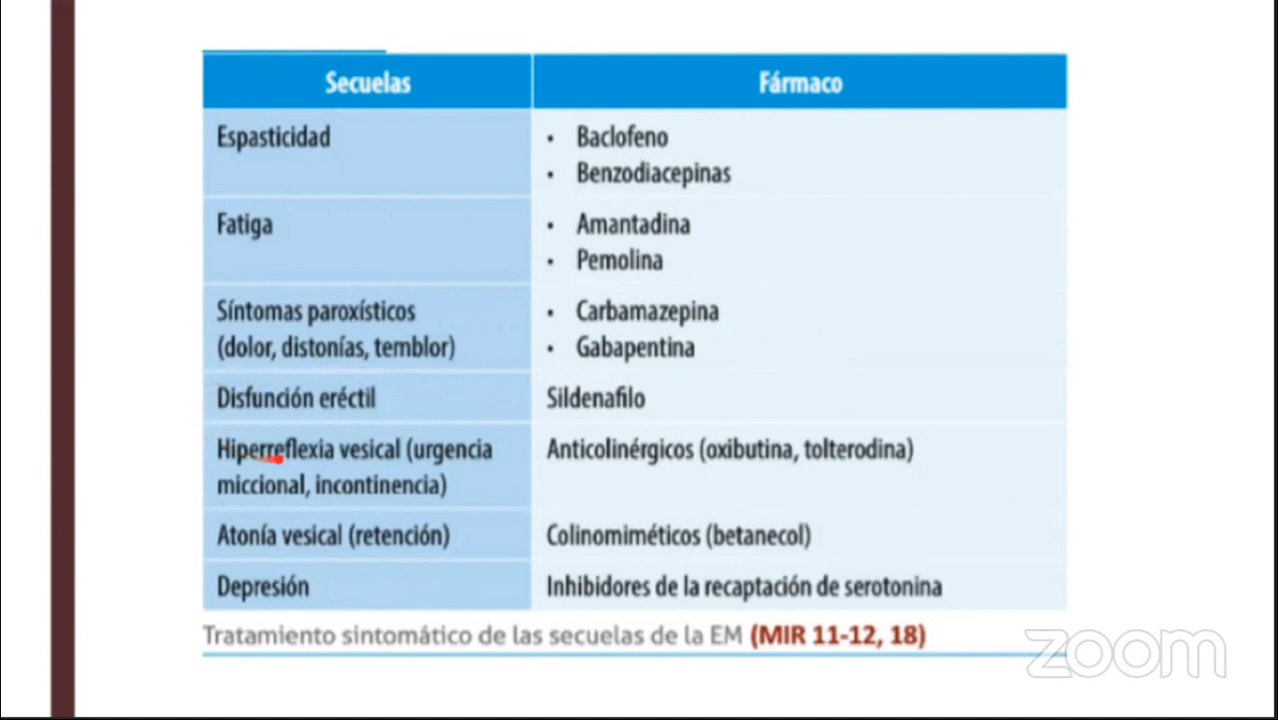 Secuelas
Fármaco
Espasticidad
• Baclofeno
• Benzodiacepinas
Fatiga
• Amantadina
• Pemolina
Síntomas paroxísticos
(dolor, distonías, temblor)
• Carbamazepina
• Gabapentina
Disfunción eréctil
Sildenafilo
Hiperreflexia vesical (urgencia
miccional, incontinencia)
Anticolinérgicos (oxibutina, tolterodina)
Atonía vesical (retención)
Colinomiméticos (betanecol)
Depresión
Inhibidores de la recaptación de serotonina
Tratamiento sintomático de las secuelas de la EM (MIR 11-12, 18)
zoom